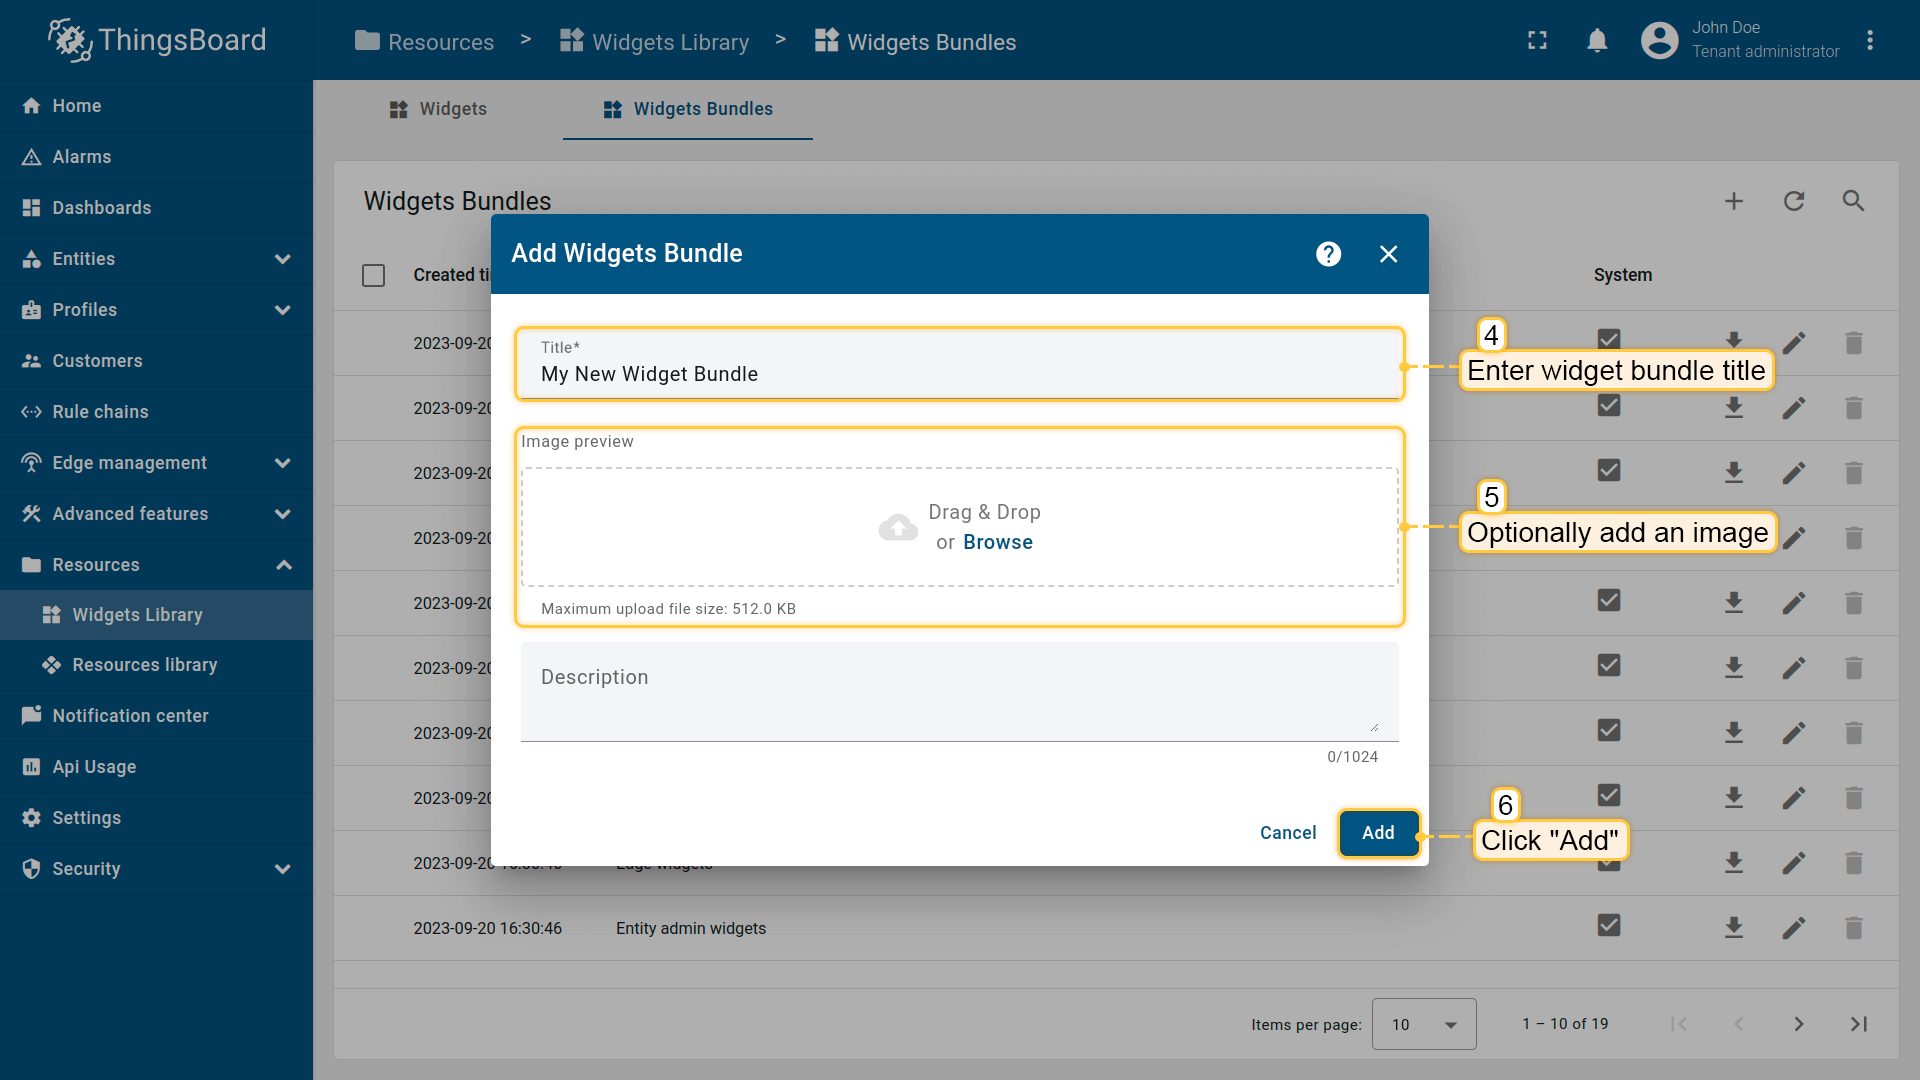 ThingsBoard
Resources > Widgets Library > Widgets Bundles
John Doe
Tenant administrator
Home
Alarms
Dashboards
Entities
Profiles
Customers
Rule chains
Edge management
Advanced features
Resources
Widgets Library
Resources library
Notification center
Api Usage
Settings
Security
Widgets
Widgets Bundles
Widgets Bundles
Created
System
Add Widgets Bundle
Title*
My New Widget Bundle
4
Enter widget bundle title
Image preview
Drag & Drop
or Browse
Maximum upload file size: 512.0 KB
5
Optionally add an image
Description
0/1024
Cancel
Add
6
Click "Add"
2023-09-20
2023-09-20
2023-09-20
2023-09-20
2023-09-20
2023-09-20
2023-09-20
2023-09-20
2023-09-20 16:30:46 Edge widgets
2023-09-20 16:30:46 Entity admin widgets
Items per page: 10 1 – 10 of 19